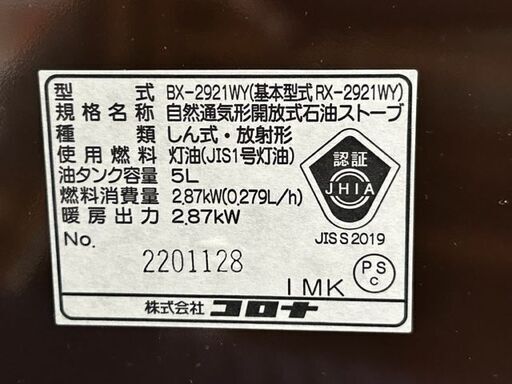 型式 BX-2921WY(基本型式RX-2921WY)
規格名称 自然通気形開放式石油ストーブ
種類 しん式・放射形
使用燃料 灯油(JIS1号灯油)
油タンク容量 5L
燃料消費量 2.87kW(0.279L/h)
暖房出力 2.87kW
認証
JHIA
JIS S 2019
No. 2201128
IMK
PS
C
株式会社 コロナ